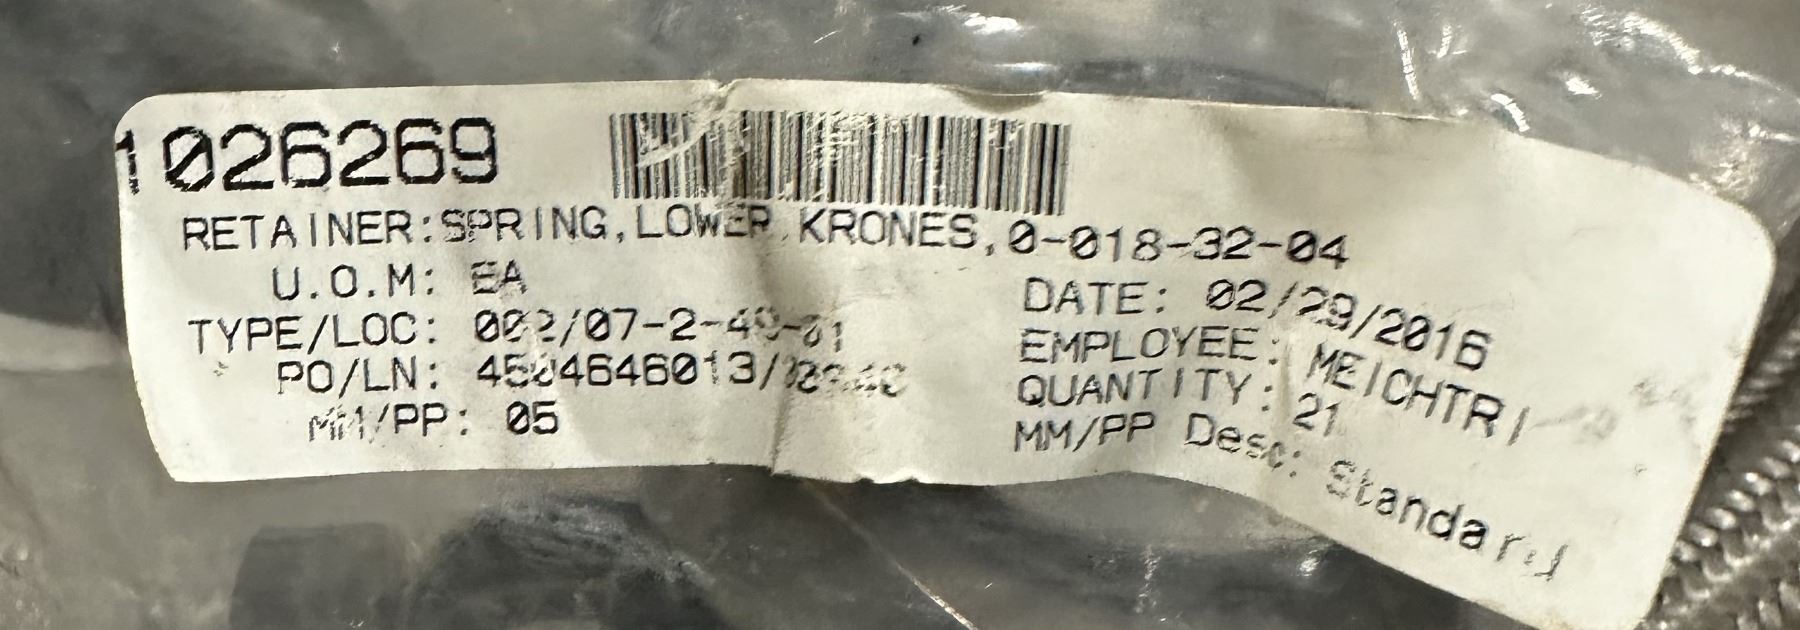 1026269
RETAINER:SPRING,LOWER,KRONES,0-018-32-04
U.O.M: EA
DATE: 02/29/2016
TYPE/LOC:
EMPLOYEE: MEICHTRI
PO/LN:
QUANTITY: 21
MM/PP: 05
MM/PP Desc: Standard